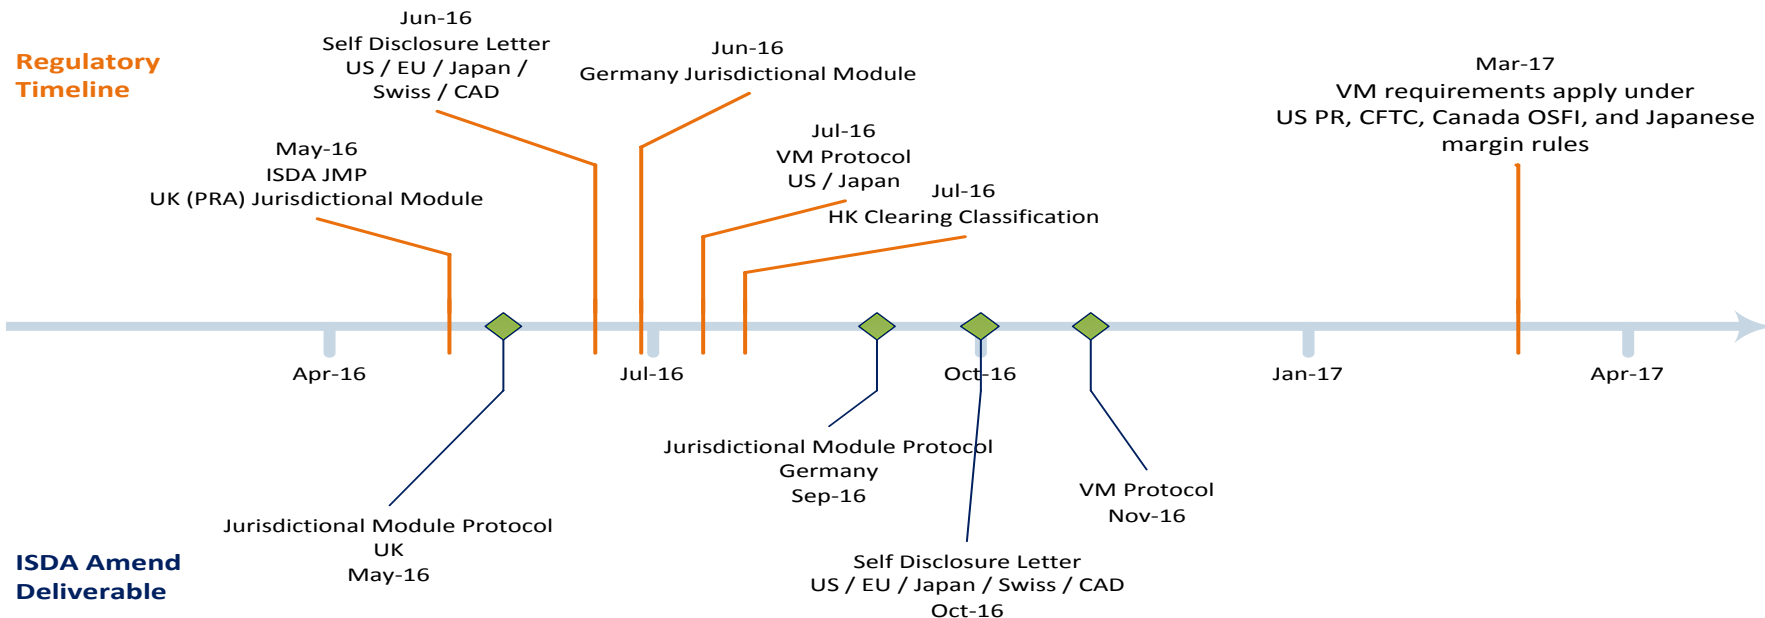 Regulatory
Timeline
Jun-16
Self Disclosure Letter
US / EU / Japan /
Swiss / CAD
Jun-16
Germany Jurisdictional Module
May-16
ISDA JMP
UK (PRA) Jurisdictional Module
Jul-16
VM Protocol
US / Japan
Jul-16
HK Clearing Classification
Mar-17
VM requirements apply under
US PR, CFTC, Canada OSFI, and Japanese
margin rules
Apr-16
Jul-16
Oct-16
Jan-17
Apr-17
Jurisdictional Module Protocol
UK
May-16
Jurisdictional Module Protocol
Germany
Sep-16
Self Disclosure Letter
US / EU / Japan / Swiss / CAD
Oct-16
VM Protocol
Nov-16
ISDA Amend
Deliverable